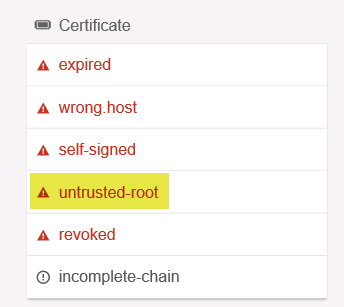 Certificate
expired
wrong.host
self-signed
untrusted-root
revoked
incomplete-chain